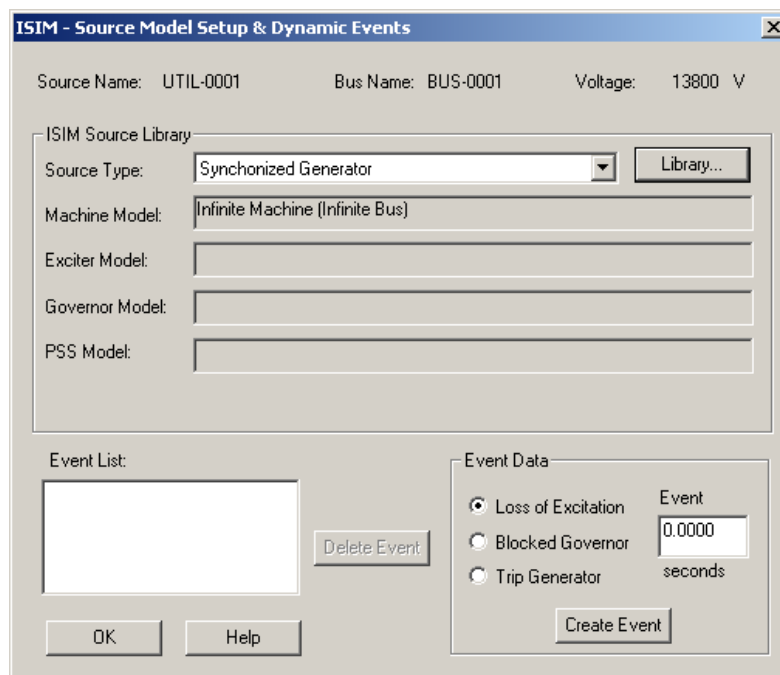 ISIM - Source Model Setup & Dynamic Events
Source Name: UTIL-0001 Bus Name: BUS-0001 Voltage: 13800 V
ISIM Source Library
Source Type: Synchonized Generator Library...
Machine Model: Infinite Machine (Infinite Bus)
Exciter Model:
Governor Model:
PSS Model:
Event List:
Delete Event
OK Help
Event Data
Loss of Excitation
Blocked Governor
Trip Generator
Event
0.0000
seconds
Create Event